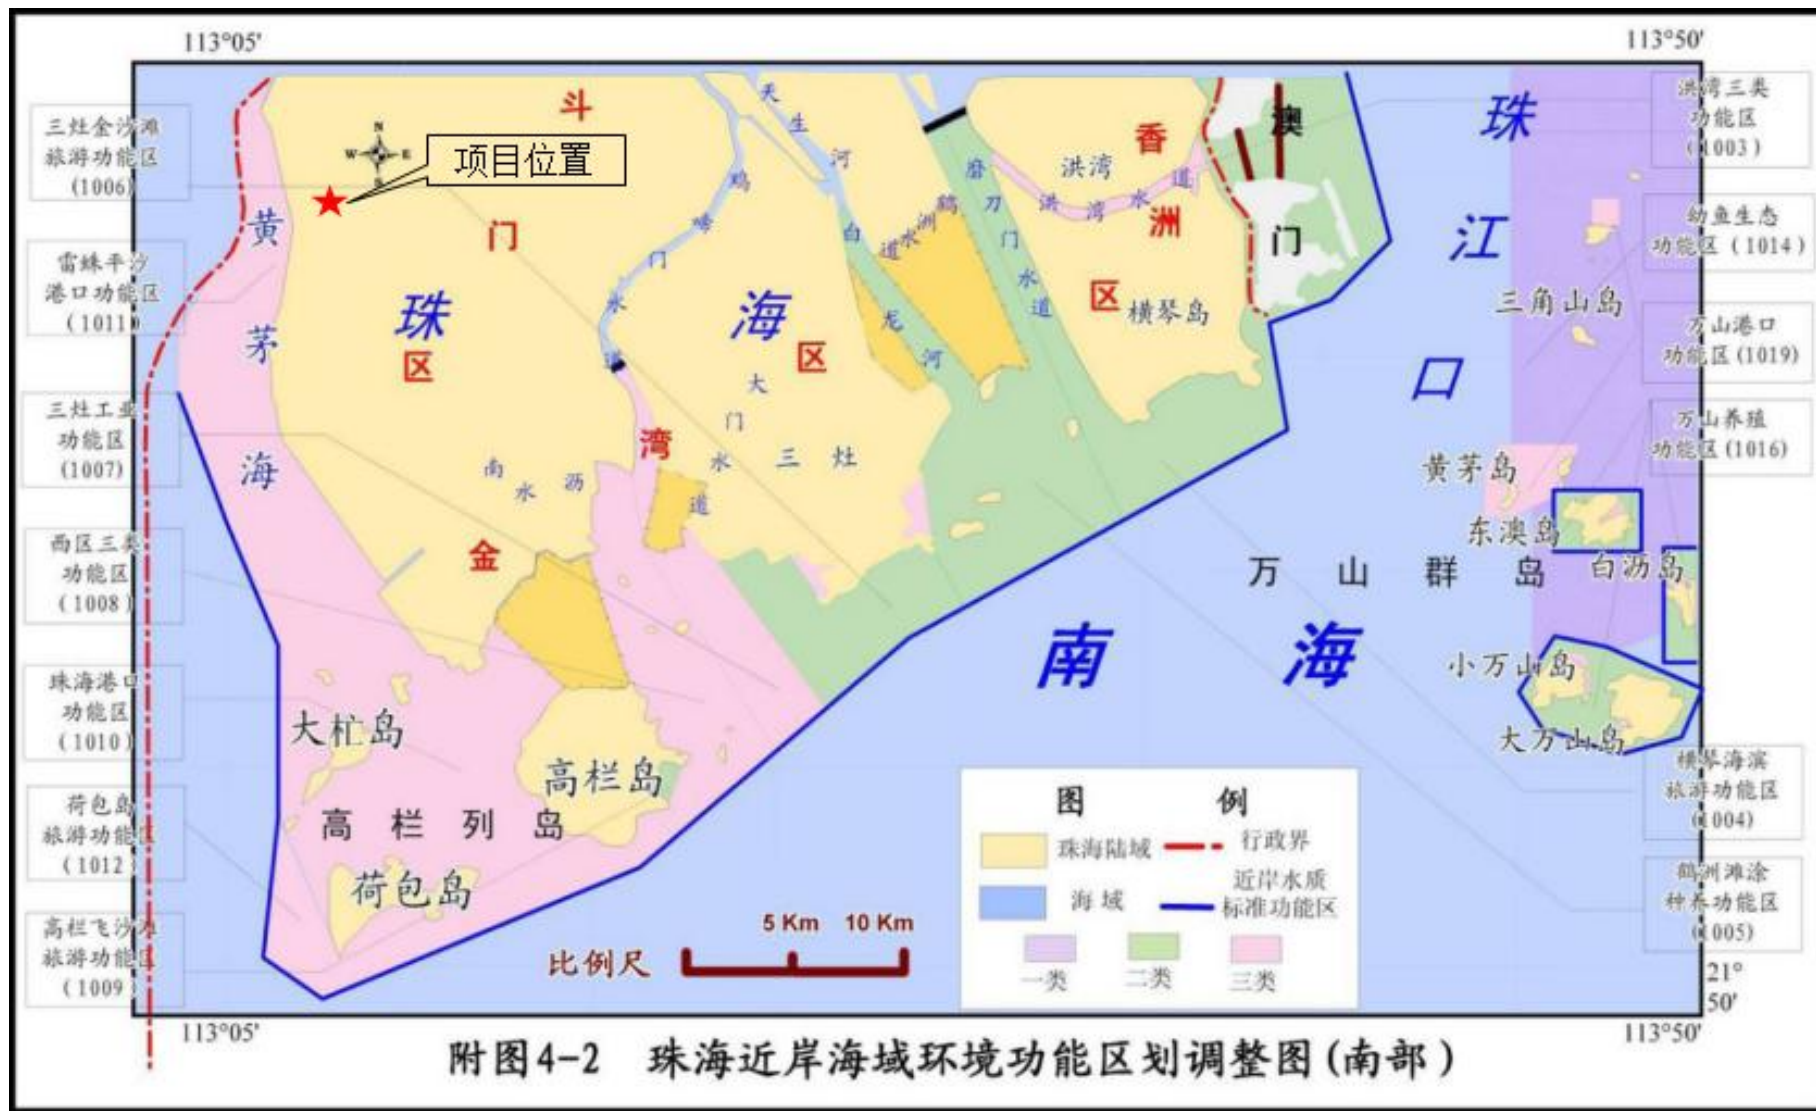 113°05'
113°50'
三灶金沙滩
旅游功能区
(1006)
雷蛛平沙
港口功能区
(1011)
三灶工业
功能区
(1007)
西区三类
功能区
(1008)
珠海港口
功能区
(1010)
荷包岛
旅游功能区
(1012)
高栏飞沙滩
旅游功能区
(1009)
N
W
E
S
项目位置
斗
门
区
黄
茅
海
珠
海
金
湾
区
香
洲
区
澳
门
天
生
河
鸡
啼
门
水
道
白
龙
河
鹤
洲
水
道
磨
刀
门
水
道
洪湾
洪
湾
水
道
横琴岛
大
门
水
道
三
灶
南
水
沥
珠
江
口
三角山岛
黄茅岛
东澳岛
白沥岛
万 山 群 岛
南 海
小万山岛
大万山岛
大杧岛
高栏岛
高 栏 列 岛
荷包岛
洪湾三类
功能区
(1003)
幼鱼生态
功能区(1014)
万山港口
功能区(1019)
万山养殖
功能区(1016)
横琴海滨
旅游功能区
(1004)
鹤洲滩涂
种养功能区
(1005)
21°
50'
5 Km 10 Km
比例尺
图 例
珠海陆域
行政界
海 域
近岸水质
标准功能区
一类
二类
三类
113°05'
113°50'
附图4-2 珠海近岸海域环境功能区划调整图(南部)